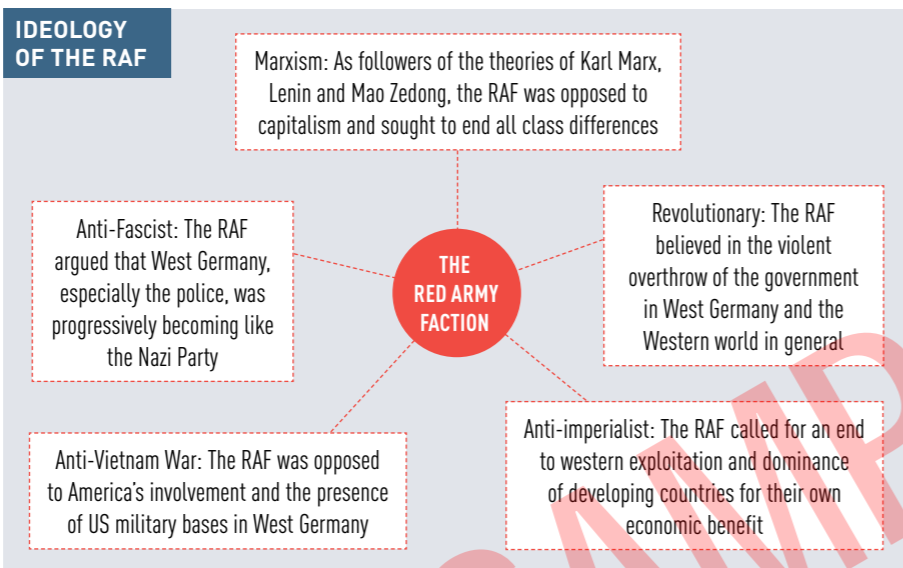 IDEOLOGY
OF THE RAF
Marxism: As followers of the theories of Karl Marx,
Lenin and Mao Zedong, the RAF was opposed to
capitalism and sought to end all class differences
Anti-Fascist: The RAF
argued that West Germany,
especially the police, was
progressively becoming like
the Nazi Party
THE
RED ARMY
FACTION
Revolutionary: The RAF
believed in the violent
overthrow of the government
in West Germany and the
Western world in general
Anti-Vietnam War: The RAF was opposed
to America's involvement and the presence
of US military bases in West Germany
Anti-imperialist: The RAF called for an end
to western exploitation and dominance
of developing countries for their own
economic benefit
AMP